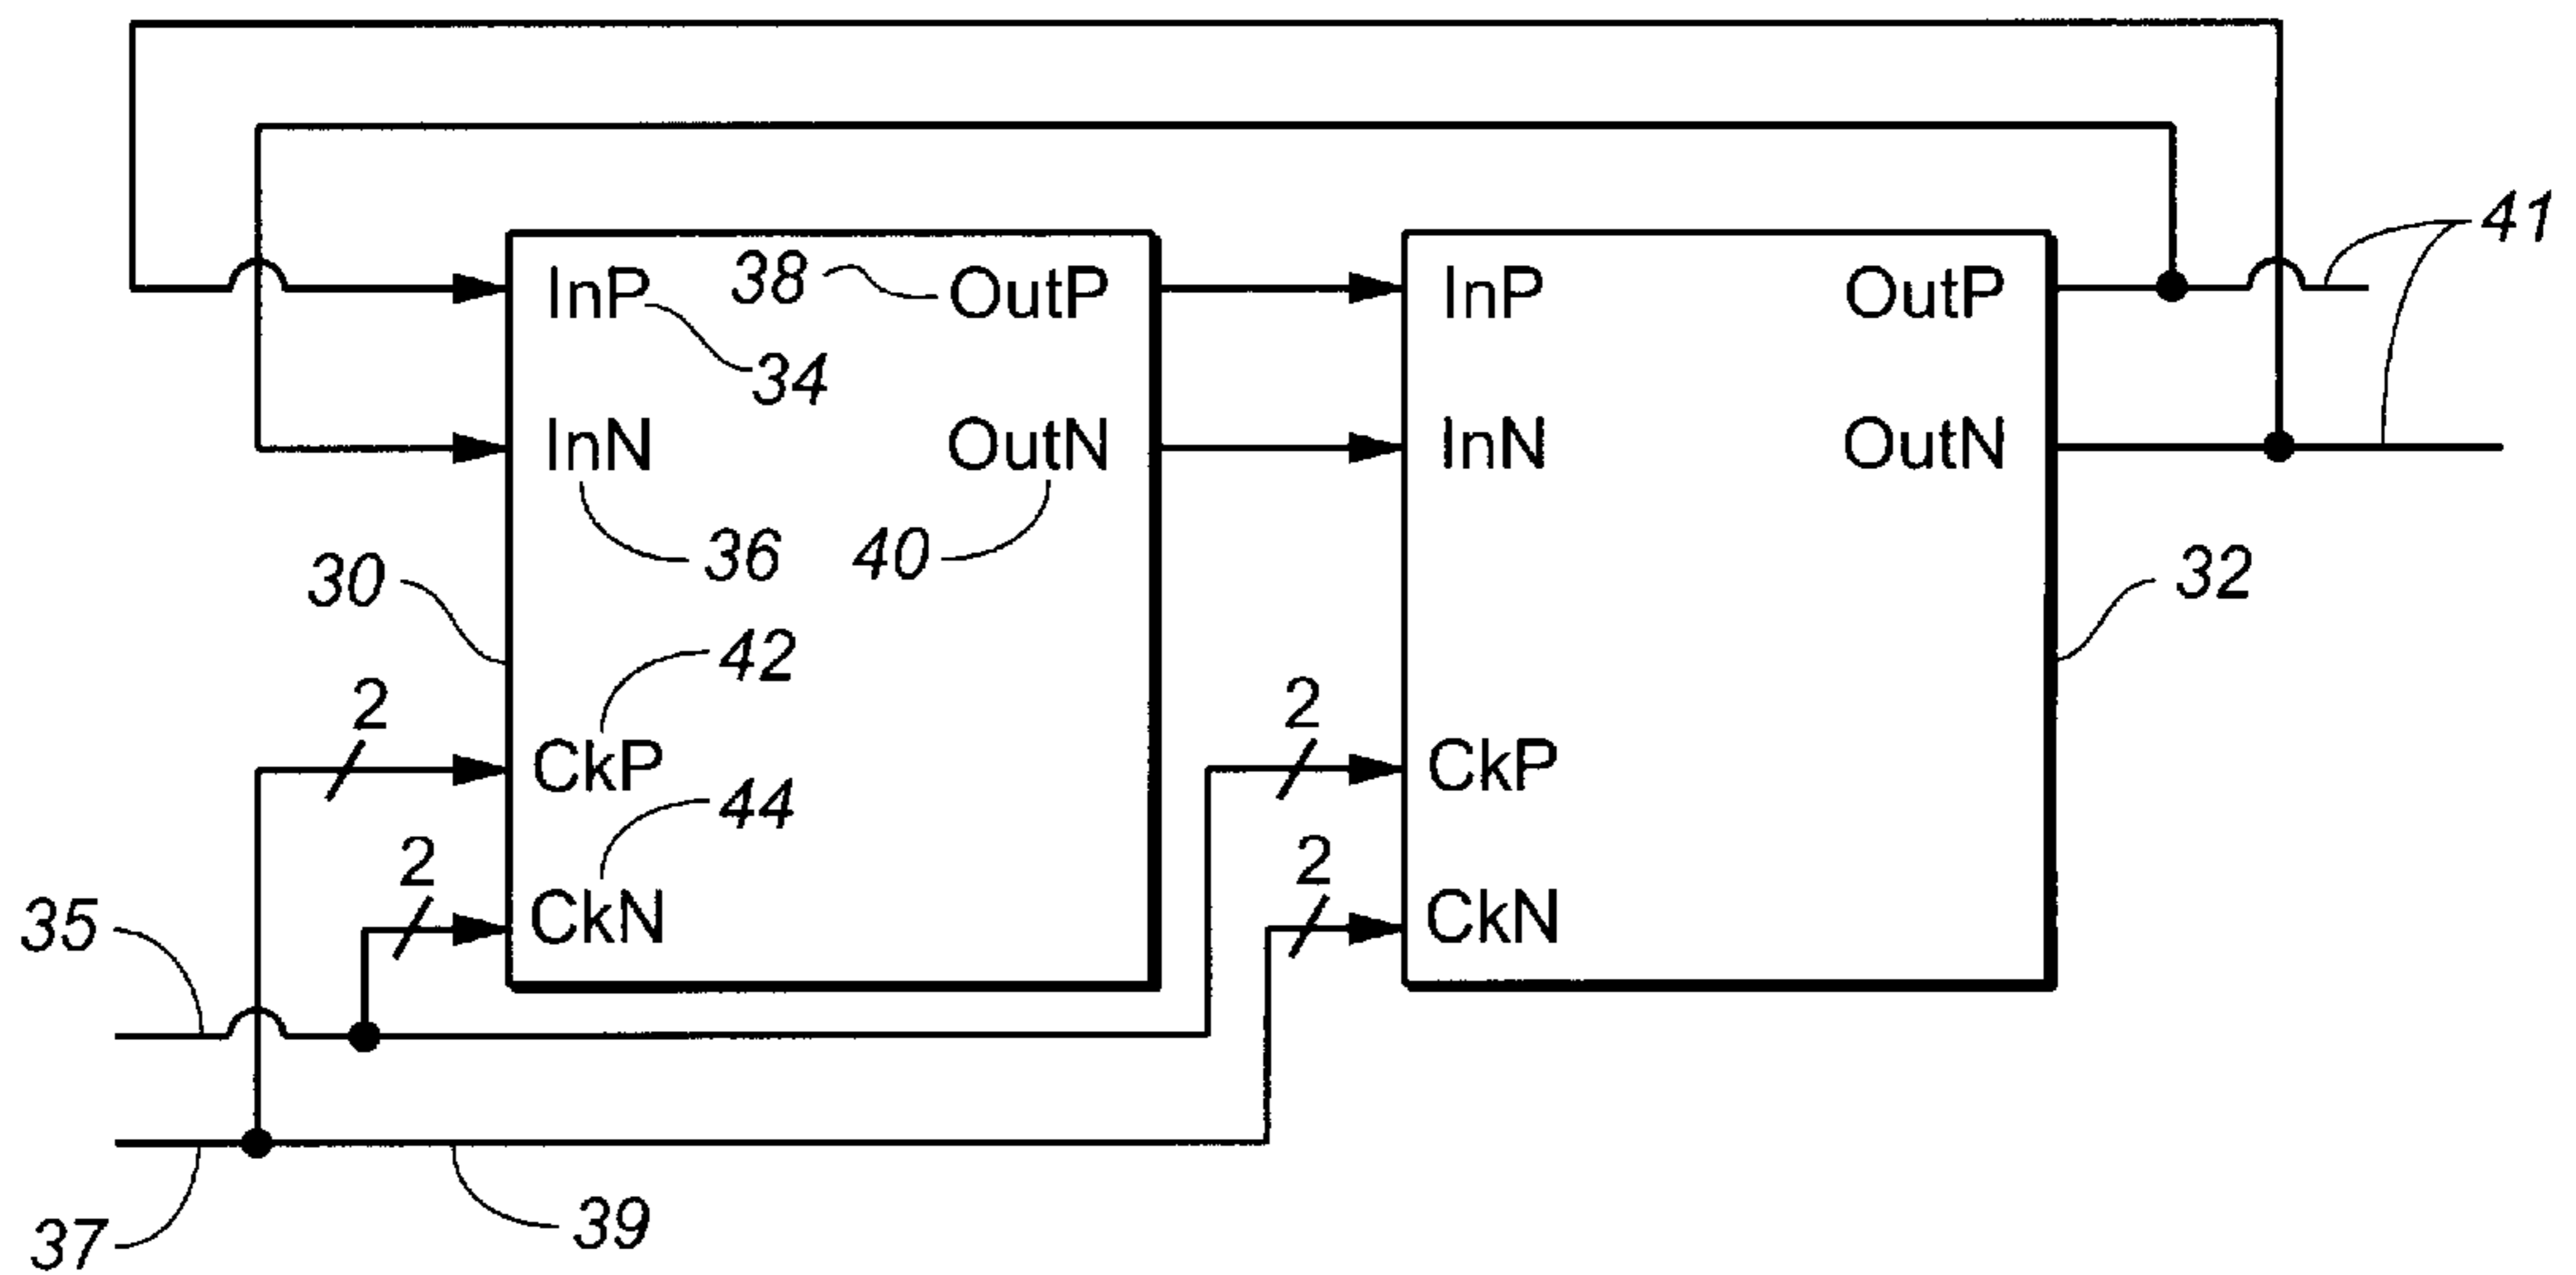 41
InP 38 OutP InP OutP
34
InN OutN InN OutN
36 40
30 32
42
2 2
CkP CkP
44
2 2
CkN CkN
35
39
37